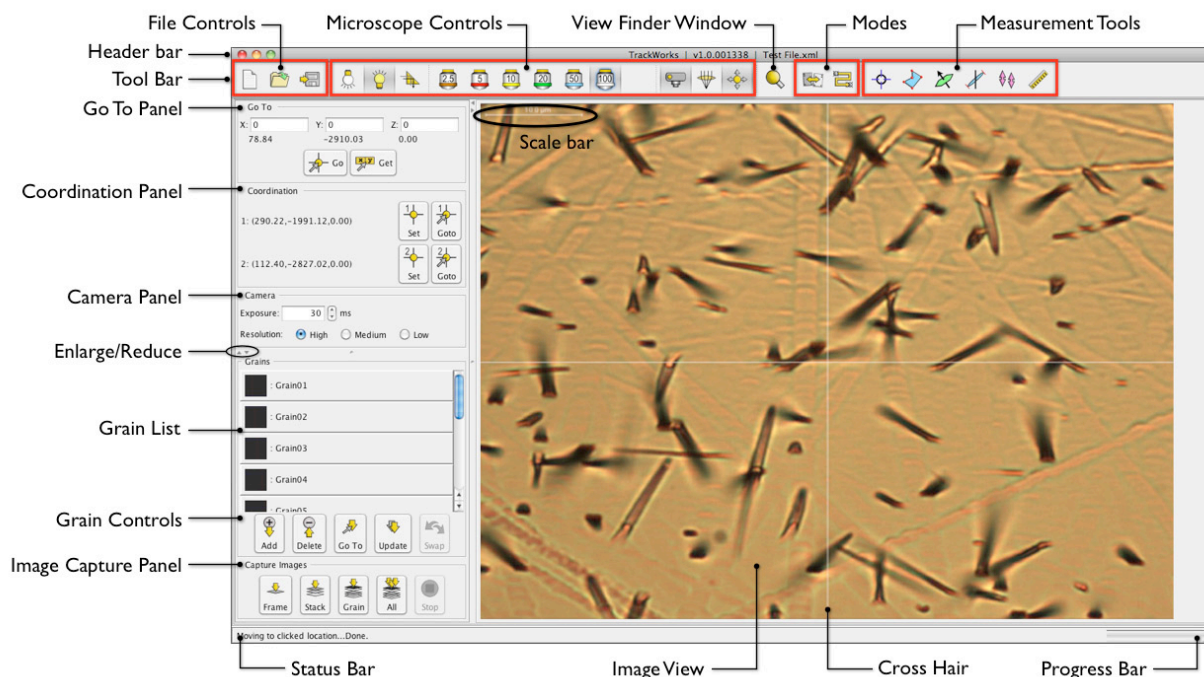 File Controls
Microscope Controls
View Finder Window
Modes
Measurement Tools
Header bar
TrackWorks | v1.0.001338 | Test File.xml
Tool Bar
2.5 5 10 20 50 100
Go To Panel
Go To
X: 0 Y: 0 Z: 0
78.84 -2910.03 0.00
Go Get
Scale bar
Coordination Panel
Coordination
1: (290.22,-1991.12,0.00)
1 Set 1 Goto
2: (112.40,-2827.02,0.00)
2 Set 2 Goto
Camera Panel
Camera
Exposure: 30 ms
Resolution: High Medium Low
Enlarge/Reduce
Grains
: Grain01
: Grain02
Grain List
: Grain03
: Grain04
: Grain05
Grain Controls
Add Delete Go To Update Swap
Image Capture Panel
Capture Images
Frame Stack Grain All Stop
Moving to clicked location...Done.
Status Bar
Image View
Cross Hair
Progress Bar